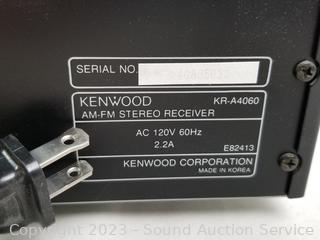 SERIAL NO.
KENWOOD KR-A4060
AM-FM STEREO RECEIVER
AC 120V 60Hz
2.2A E82413
KENWOOD CORPORATION
MADE IN KOREA
Copyright 2023 - Sound Auction Service